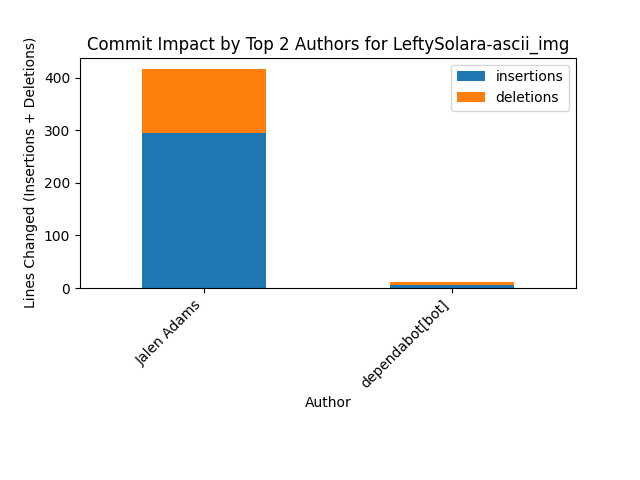 Commit Impact by Top 2 Authors for LeftySolara-ascii_img
Lines Changed (Insertions + Deletions)
400
300
200
100
0
insertions
deletions
Jalen Adams
dependabot[bot]
Author